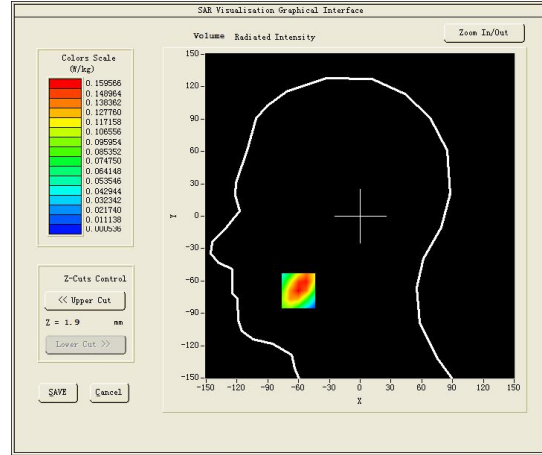 SAR Visualisation Graphical Interface
Volume Radiated Intensity
Zoom In/Out
Colors Scale
(W/kg)
0.159566
0.148964
0.138362
0.127760
0.117158
0.106556
0.095954
0.085352
0.074750
0.064148
0.053546
0.042944
0.032342
0.021740
0.011138
0.000536
Z-Cuts Control
<< Upper Cut
Z = 1.9 mm
Lower Cut >>
SAVE Cancel
150
120
90
60
30
0
-30
-60
-90
-120
-150
Y
-150 -120 -90 -60 -30 0 30 60 90 120 150
X